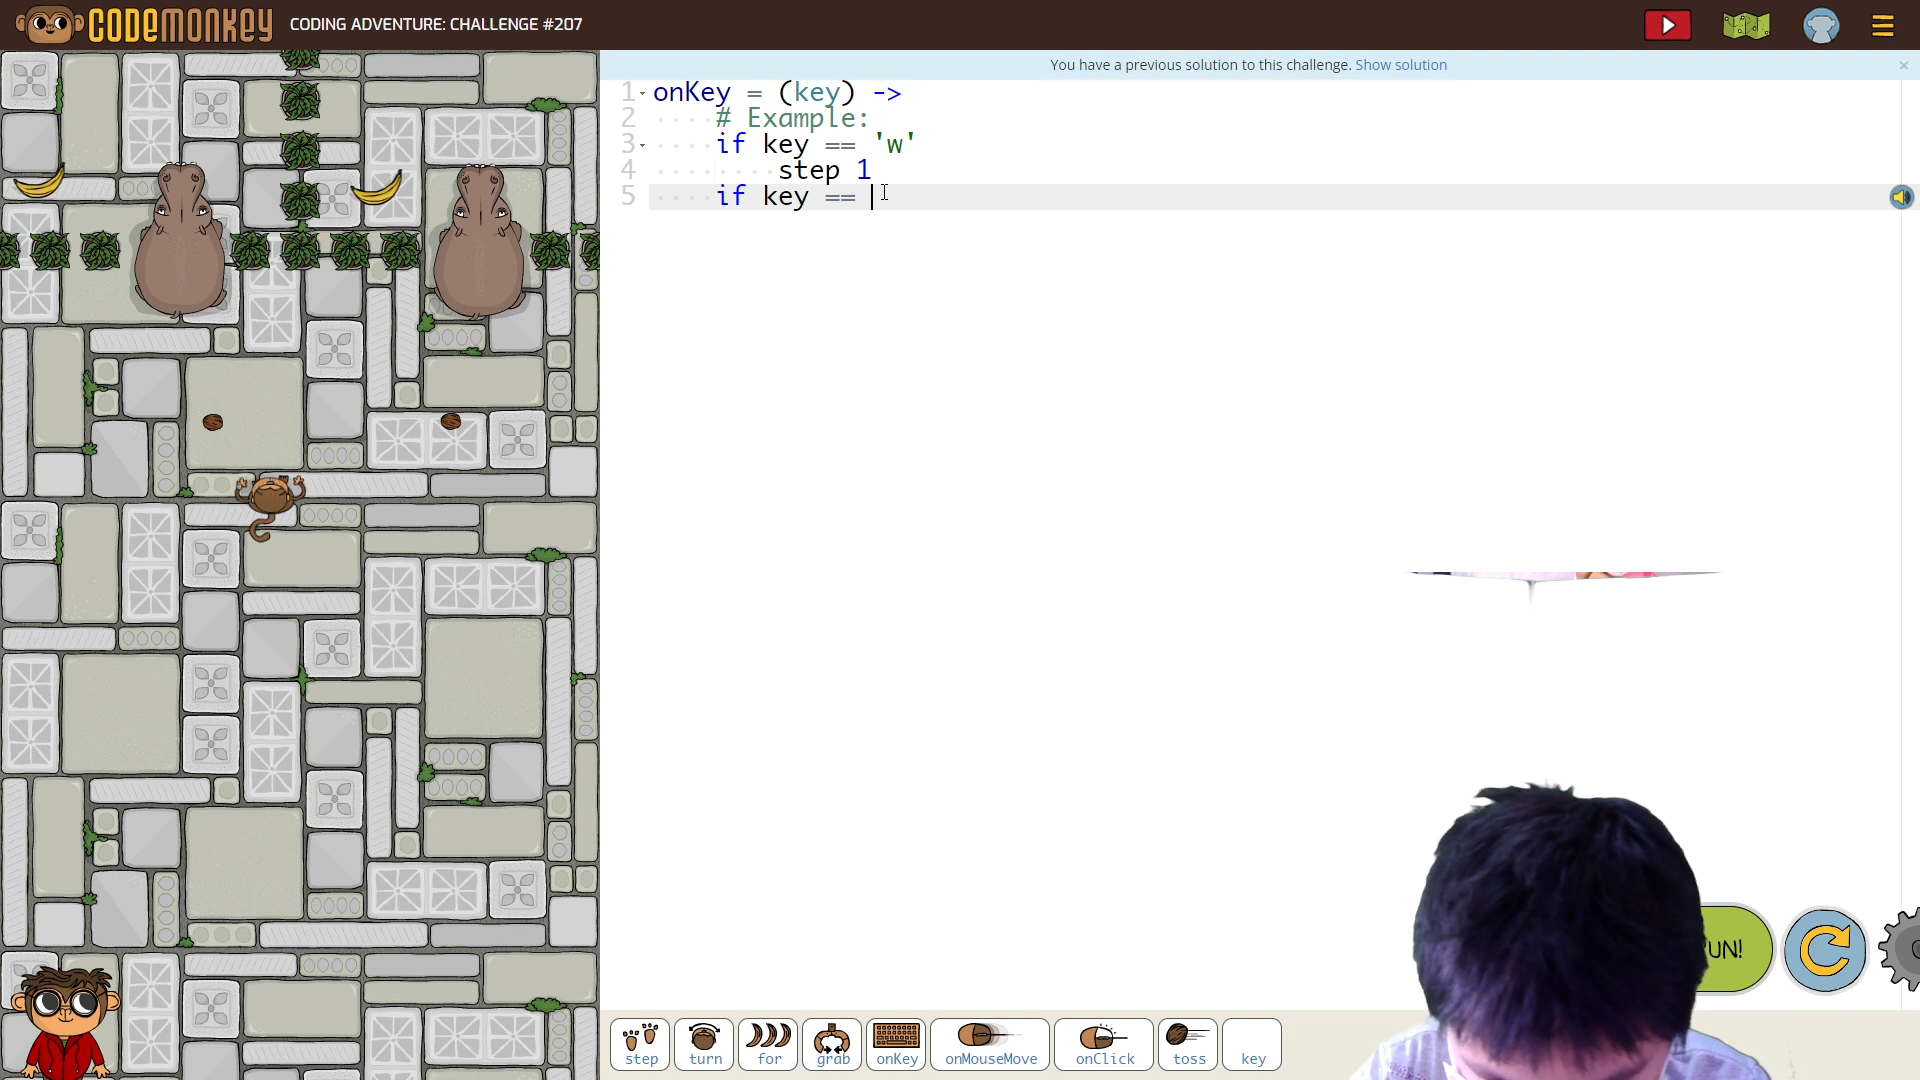 CODEMONKEY
CODING ADVENTURE: CHALLENGE #207
You have a previous solution to this challenge. Show solution ×
1 onKey = (key) ->
2 # Example:
3 if key == 'w'
4 step 1
5 if key ==
UN!
step
turn
for
grab
onKey
onMouseMove
onClick
toss
key